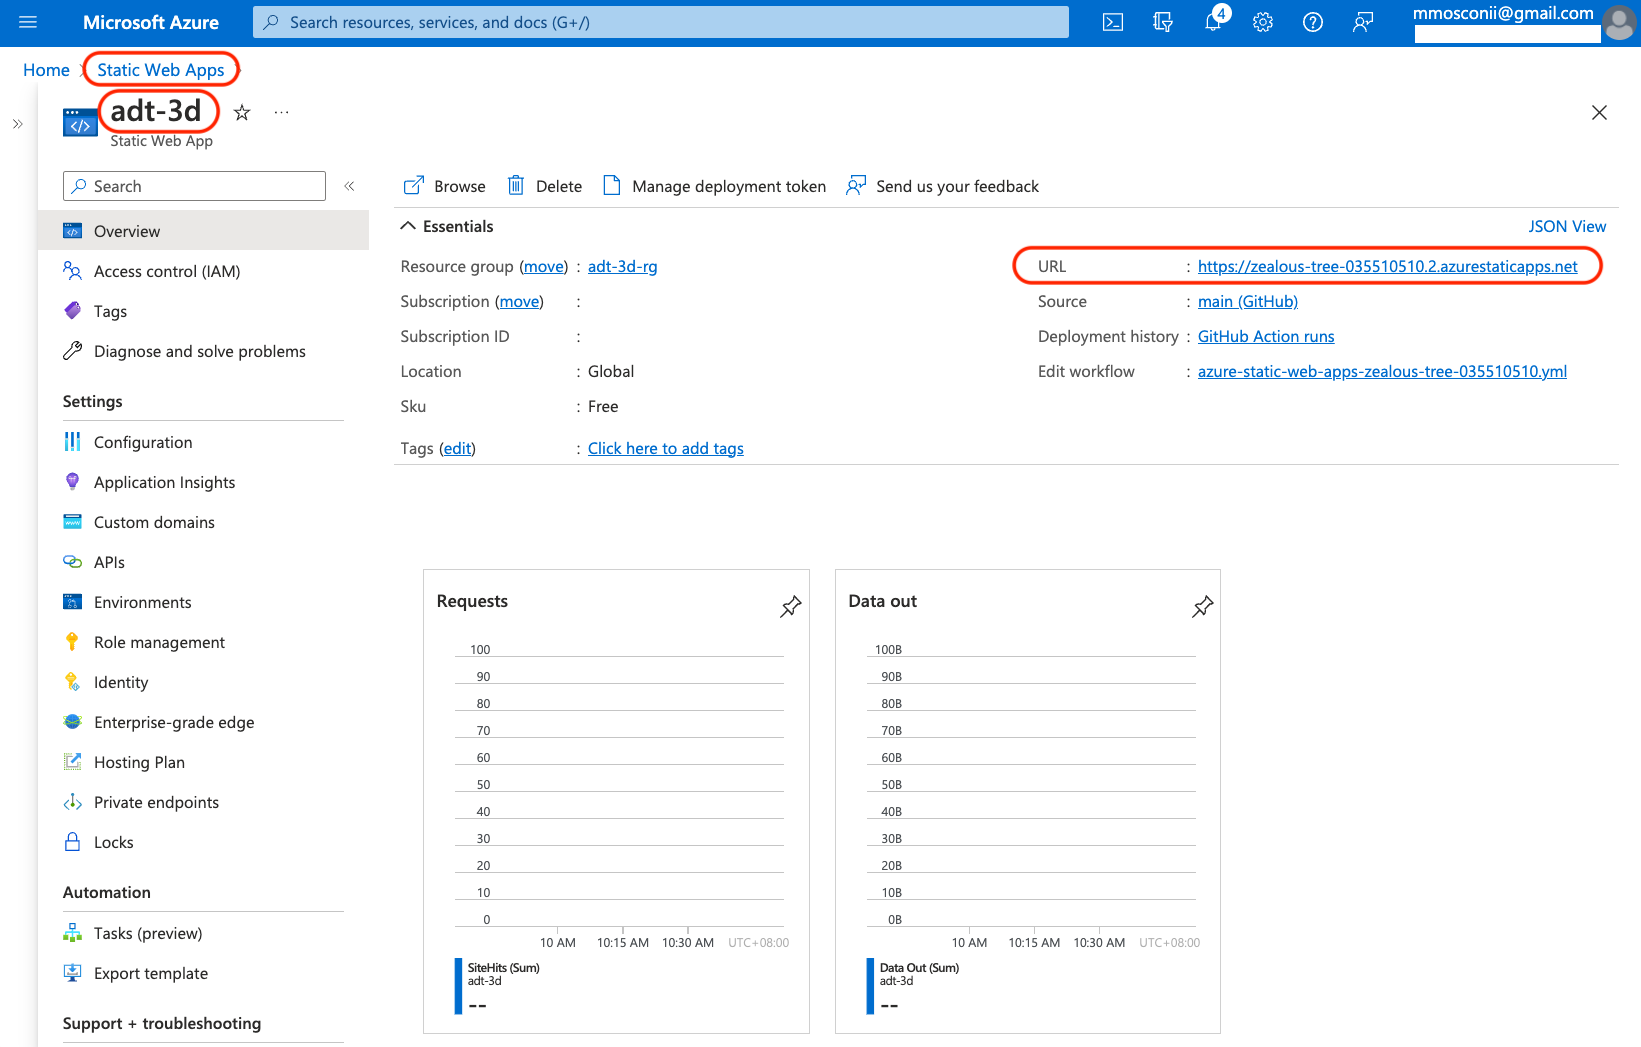 Microsoft Azure
Search resources, services, and docs (G+/)
4
mmosconii@gmail.com
Home
Static Web Apps
adt-3d
...
Static Web App
Search
Overview
Access control (IAM)
Tags
Diagnose and solve problems
Settings
Configuration
Application Insights
Custom domains
APIs
Environments
Role management
Identity
Enterprise-grade edge
Hosting Plan
Private endpoints
Locks
Automation
Tasks (preview)
Export template
Support + troubleshooting
Browse
Delete
Manage deployment token
Send us your feedback
Essentials
JSON View
Resource group (move) : adt-3d-rg
Subscription (move) :
Subscription ID :
Location : Global
Sku : Free
Tags (edit) : Click here to add tags
URL : https://zealous-tree-035510510.2.azurestaticapps.net
Source : main (GitHub)
Deployment history : GitHub Action runs
Edit workflow : azure-static-web-apps-zealous-tree-035510510.yml
Requests
100
90
80
70
60
50
40
30
20
10
0
10 AM 10:15 AM 10:30 AM UTC+08:00
SiteHits (Sum)
adt-3d
--
Data out
100B
90B
80B
70B
60B
50B
40B
30B
20B
10B
0B
10 AM 10:15 AM 10:30 AM UTC+08:00
Data Out (Sum)
adt-3d
--